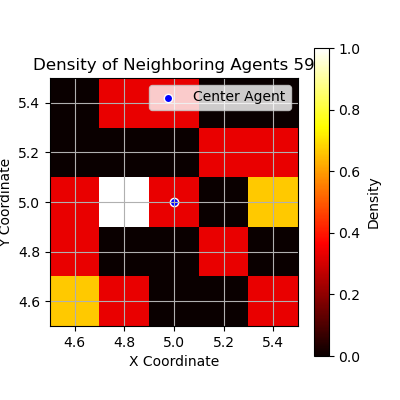 Density of Neighboring Agents 59
Center Agent
5.4
5.2
5.0
4.8
4.6
Y Coordinate
4.6 4.8 5.0 5.2 5.4
X Coordinate
1.0
0.8
0.6
0.4
0.2
0.0
Density